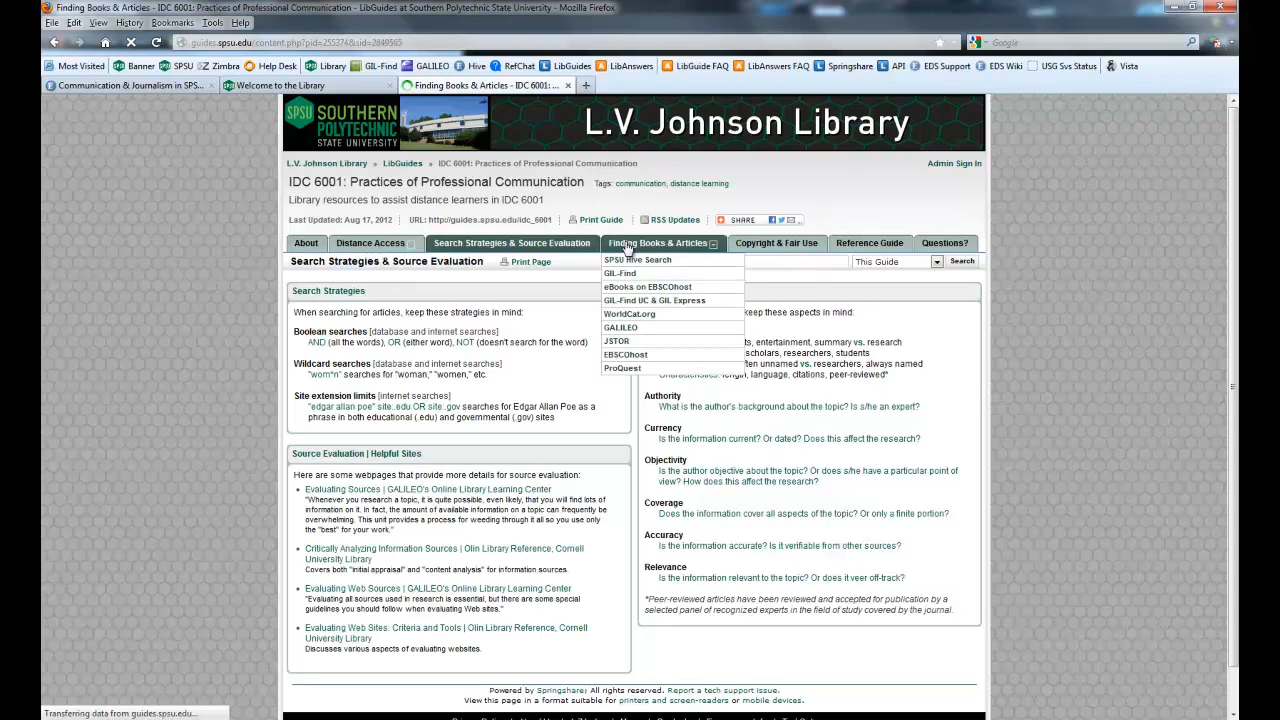 Finding Books & Articles - IDC 6001: Practices of Professional Communication - LibGuides at Southern Polytechnic State University - Mozilla Firefox
File Edit View History Bookmarks Tools Help
guides.spsu.edu/content.php?pid=255374&sid=2849565
Google
Most Visited Banner SPSU Zimbra Help Desk Library GIL-Find GALILEO Hive RefChat LibGuides LibAnswers LibGuide FAQ LibAnswers FAQ Springshare API EDS Support EDS Wiki USG Svs Status Vista
Communication & Journalism in SPS... Welcome to the Library Finding Books & Articles - IDC 6001: ...
SPSU SOUTHERN POLYTECHNIC STATE UNIVERSITY
L.V. Johnson Library
L.V. Johnson Library » LibGuides » IDC 6001: Practices of Professional Communication
Admin Sign In
IDC 6001: Practices of Professional Communication Tags: communication, distance learning
Library resources to assist distance learners in IDC 6001
Last Updated: Aug 17, 2012 URL: http://guides.spsu.edu/idc_6001 Print Guide RSS Updates SHARE
About Distance Access Search Strategies & Source Evaluation Finding Books & Articles Copyright & Fair Use Reference Guide Questions?
Search Strategies & Source Evaluation Print Page
This Guide Search
SPSU Hive Search
GIL-Find
eBooks on EBSCOhost
GIL-Find UC & GIL Express
WorldCat.org
GALILEO
JSTOR
EBSCOhost
ProQuest
Search Strategies
When searching for articles, keep these strategies in mind:
Boolean searches [database and internet searches]
AND (all the words), OR (either word), NOT (doesn't search for the word)
Wildcard searches [database and internet searches]
"wom*n" searches for "woman," "women," etc.
Site extension limits [internet searches]
"edgar allan poe" site:.edu OR site:.gov searches for Edgar Allan Poe as a
phrase in both educational (.edu) and governmental (.gov) sites
Source Evaluation | Helpful Sites
Here are some webpages that provide more details for source evaluation:
Evaluating Sources | GALILEO's Online Library Learning Center
"Whenever you research a topic, it is quite possible, even likely, that you will find lots of
information on it. In fact, the amount of available information on a topic can frequently be
overwhelming. This unit provides a process for weeding through it all so you use only
the "best" for your work."
Critically Analyzing Information Sources | Olin Library Reference, Cornell
University Library
Covers both "initial appraisal" and "content analysis" for information sources.
Evaluating Web Sources | GALILEO's Online Library Learning Center
"Evaluating all sources used in research is essential, but there are some special
guidelines you should follow when evaluating Web sites."
Evaluating Web Sites: Criteria and Tools | Olin Library Reference, Cornell
University Library
Discusses various aspects of evaluating websites.
keep these aspects in mind:
entertainment, summary vs. research
scholars, researchers, students
often unnamed vs. researchers, always named
Characteristics: length, language, citations, peer-reviewed*
Authority
What is the author's background about the topic? Is s/he an expert?
Currency
Is the information current? Or dated? Does this affect the research?
Objectivity
Is the author objective about the topic? Or does s/he have a particular point of
view? How does this affect the research?
Coverage
Does the information cover all aspects of the topic? Or only a finite portion?
Accuracy
Is the information accurate? Is it verifiable from other sources?
Relevance
Is the information relevant to the topic? Or does it veer off-track?
*Peer-reviewed articles have been reviewed and accepted for publication by a
selected panel of recognized experts in the field of study covered by the journal.
Powered by Springshare; All rights reserved. Report a tech support issue.
View this page in a format suitable for printers and screen-readers or mobile devices.
Transferring data from guides.spsu.edu...